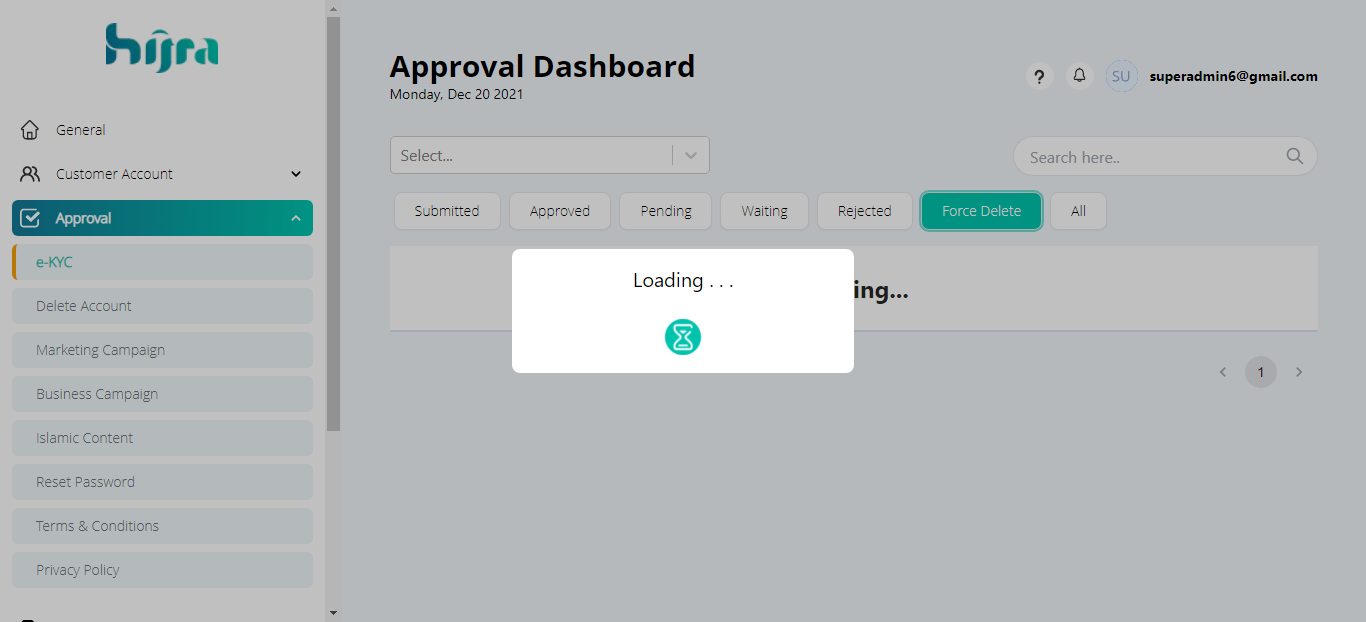 hijra
General
Customer Account
Approval
e-KYC
Delete Account
Marketing Campaign
Business Campaign
Islamic Content
Reset Password
Terms & Conditions
Privacy Policy
Approval Dashboard
Monday, Dec 20 2021
?
SU
superadmin6@gmail.com
Select...
Search here..
Submitted
Approved
Pending
Waiting
Rejected
Force Delete
All
Loading . . .
ing...
1